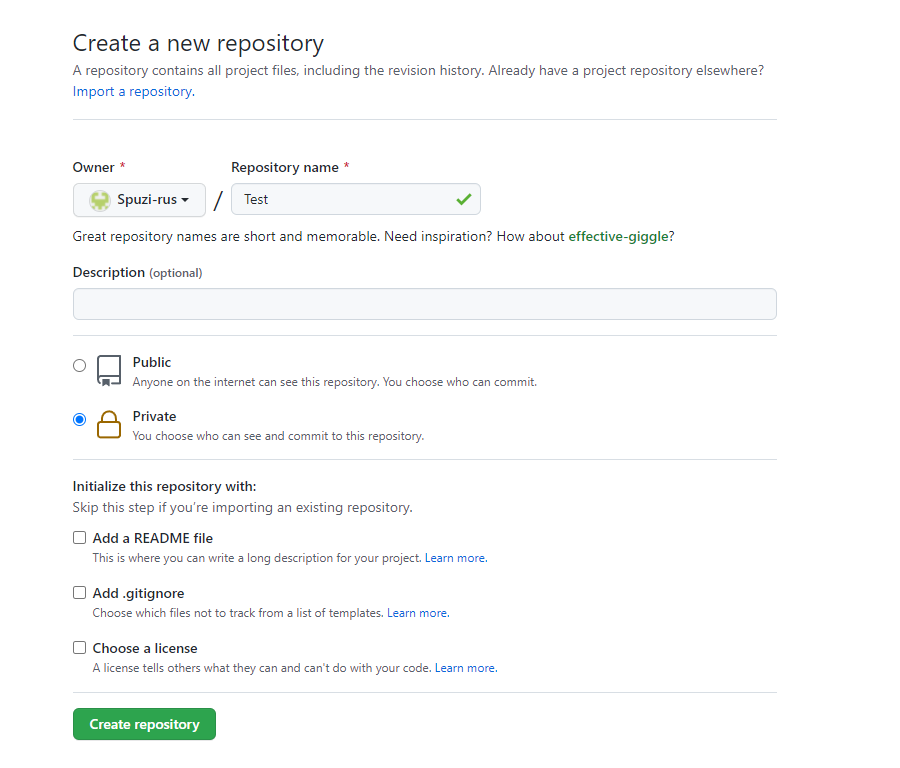 Create a new repository
A repository contains all project files, including the revision history. Already have a project repository elsewhere?
Import a repository.
Owner * Repository name *
Spuzi-rus / Test
Great repository names are short and memorable. Need inspiration? How about effective-giggle?
Description (optional)
Public
Anyone on the internet can see this repository. You choose who can commit.
Private
You choose who can see and commit to this repository.
Initialize this repository with:
Skip this step if you're importing an existing repository.
Add a README file
This is where you can write a long description for your project. Learn more.
Add .gitignore
Choose which files not to track from a list of templates. Learn more.
Choose a license
A license tells others what they can and can't do with your code. Learn more.
Create repository